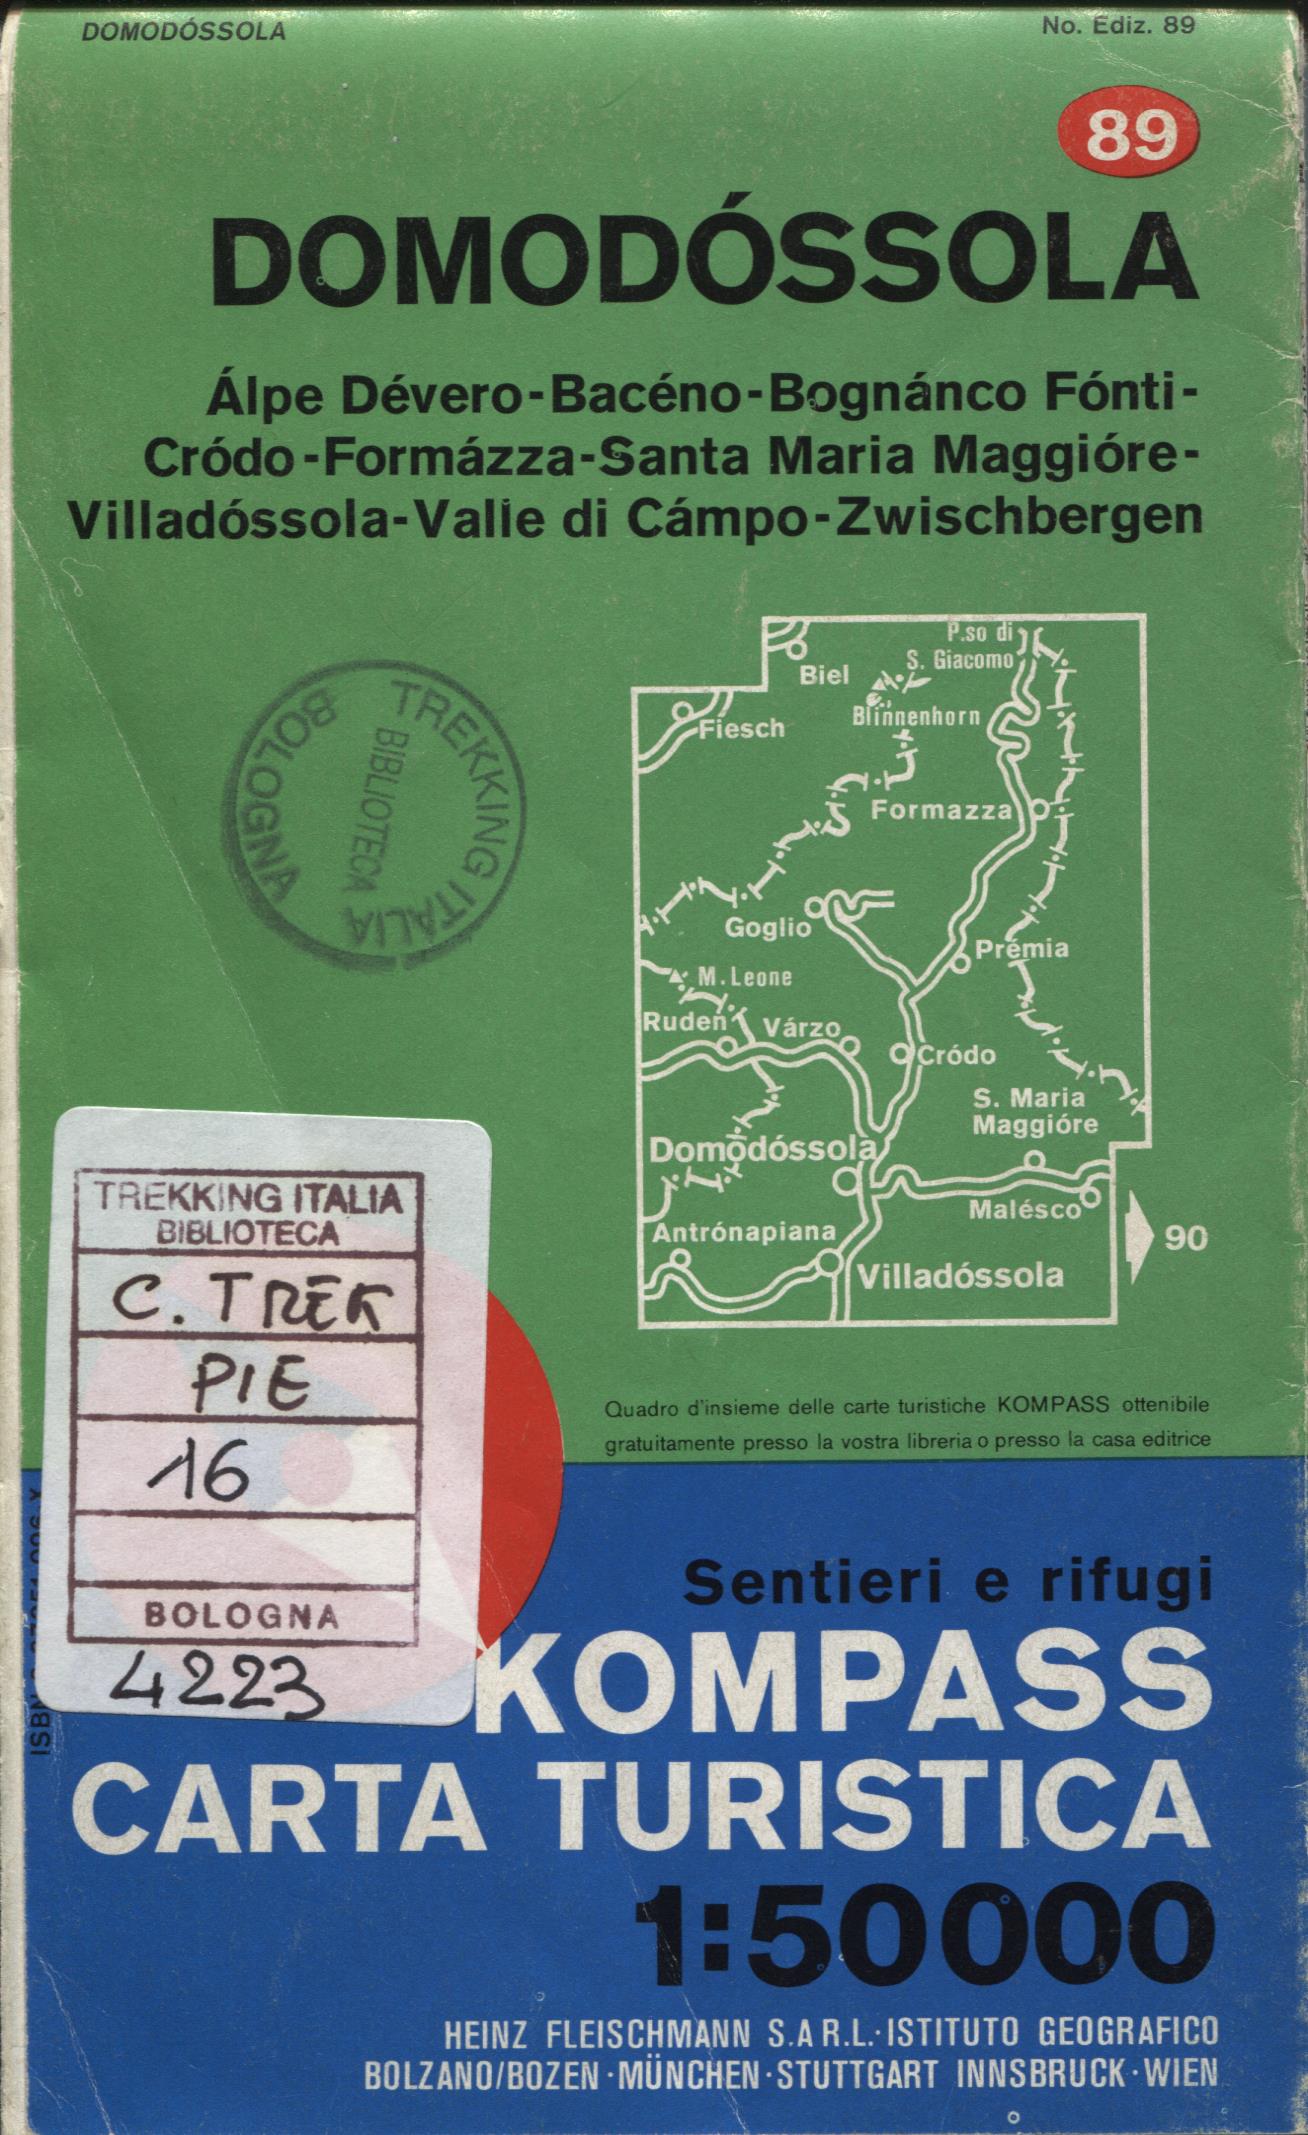 DOMODÓSSOLA
No. Ediz. 89
89
DOMODÓSSOLA
Álpe Dévero-Bacéno-Bognánco Fónti-
Cródo-Formázza-Santa Maria Maggióre-
Villadóssola-Valle di Cámpo-Zwischbergen
P.so di
S. Giacomo
Biel
Blinnenhorn
Fiesch
Formazza
Goglio
Prémia
M. Leone
Ruden
Várzo
Cródo
S. Maria
Maggióre
Domodóssola
Malésco
90
Antrónapiana
Villadóssola
TREKKING ITALIA
BIBLIOTECA
BOLOGNA
TREKKING ITALIA
BIBLIOTECA
C. TREK
PIE
16
BOLOGNA
4223
Quadro d'insieme delle carte turistiche KOMPASS ottenibile
gratuitamente presso la vostra libreria o presso la casa editrice
Sentieri e rifugi
KOMPASS
CARTA TURISTICA
1:50000
HEINZ FLEISCHMANN S.A R.L.·ISTITUTO GEOGRAFICO
BOLZANO/BOZEN·MÜNCHEN·STUTTGART INNSBRUCK·WIEN